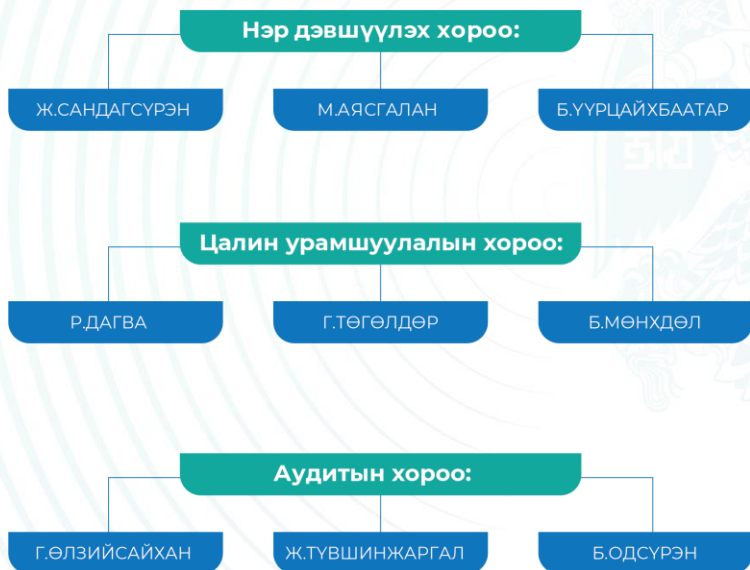 Нэр дэвшүүлэх хороо:
Ж.САНДАГСҮРЭН
М.АЯСГАЛАН
Б.ҮҮРЦАЙХБААТАР
Цалин урамшуулалын хороо:
Р.ДАГВА
Г.ТӨГӨЛДӨР
Б.МӨНХДӨЛ
Аудитын хороо:
Г.ӨЛЗИЙСАЙХАН
Ж.ТҮВШИНЖАРГАЛ
Б.ОДСҮРЭН